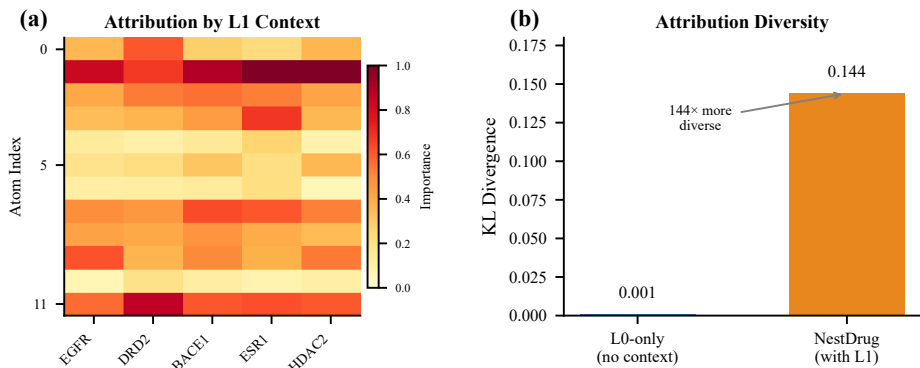 (a)
Attribution by L1 Context
0
5
11
Atom Index
EGFR
DRD2
BACE1
ESR1
HDAC2
1.0
0.8
0.6
0.4
0.2
0.0
Importance
(b)
Attribution Diversity
0.175
0.150
0.125
0.100
0.075
0.050
0.025
0.000
KL Divergence
0.144
144× more
diverse
0.001
L0-only
(no context)
NestDrug
(with L1)